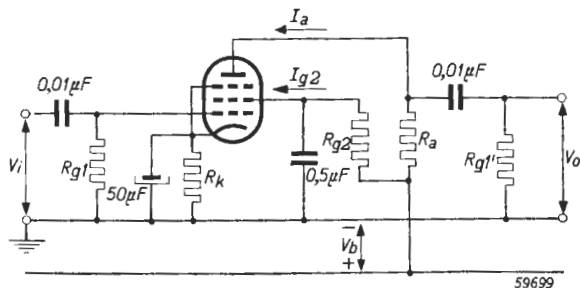 Ia
0,01µF
Ig2
0,01µF
Vi
Rg1
50µF
Rk
0,5µF
Rg2
Ra
Rg1'
Vo
−
Vb
+
59699